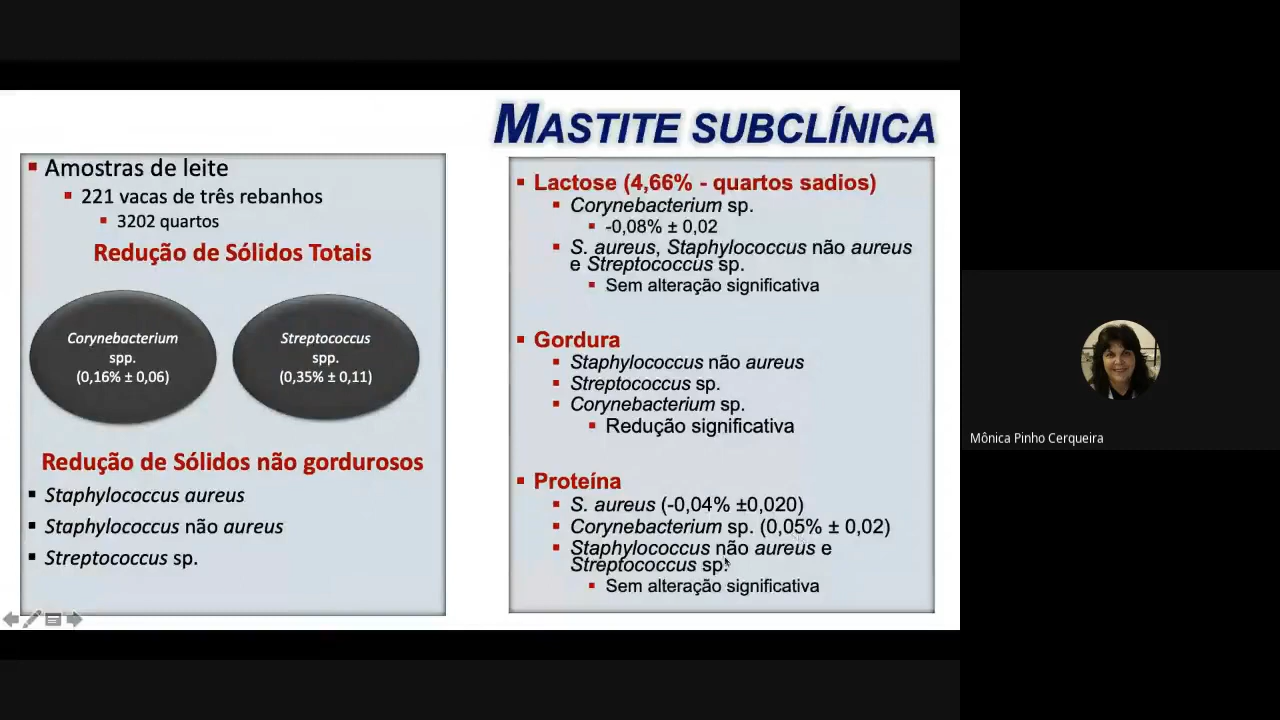 MASTITE SUBCLÍNICA
Amostras de leite
221 vacas de três rebanhos
3202 quartos
Redução de Sólidos Totais
Corynebacterium
spp.
(0,16% ± 0,06)
Streptococcus
spp.
(0,35% ± 0,11)
Redução de Sólidos não gordurosos
Staphylococcus aureus
Staphylococcus não aureus
Streptococcus sp.
Lactose (4,66% - quartos sadios)
Corynebacterium sp.
-0,08% ± 0,02
S. aureus, Staphylococcus não aureus
e Streptococcus sp.
Sem alteração significativa
Gordura
Staphylococcus não aureus
Streptococcus sp.
Corynebacterium sp.
Redução significativa
Proteína
S. aureus (-0,04% ±0,020)
Corynebacterium sp. (0,05% ± 0,02)
Staphylococcus não aureus e
Streptococcus sp.
Sem alteração significativa
Mônica Pinho Cerqueira